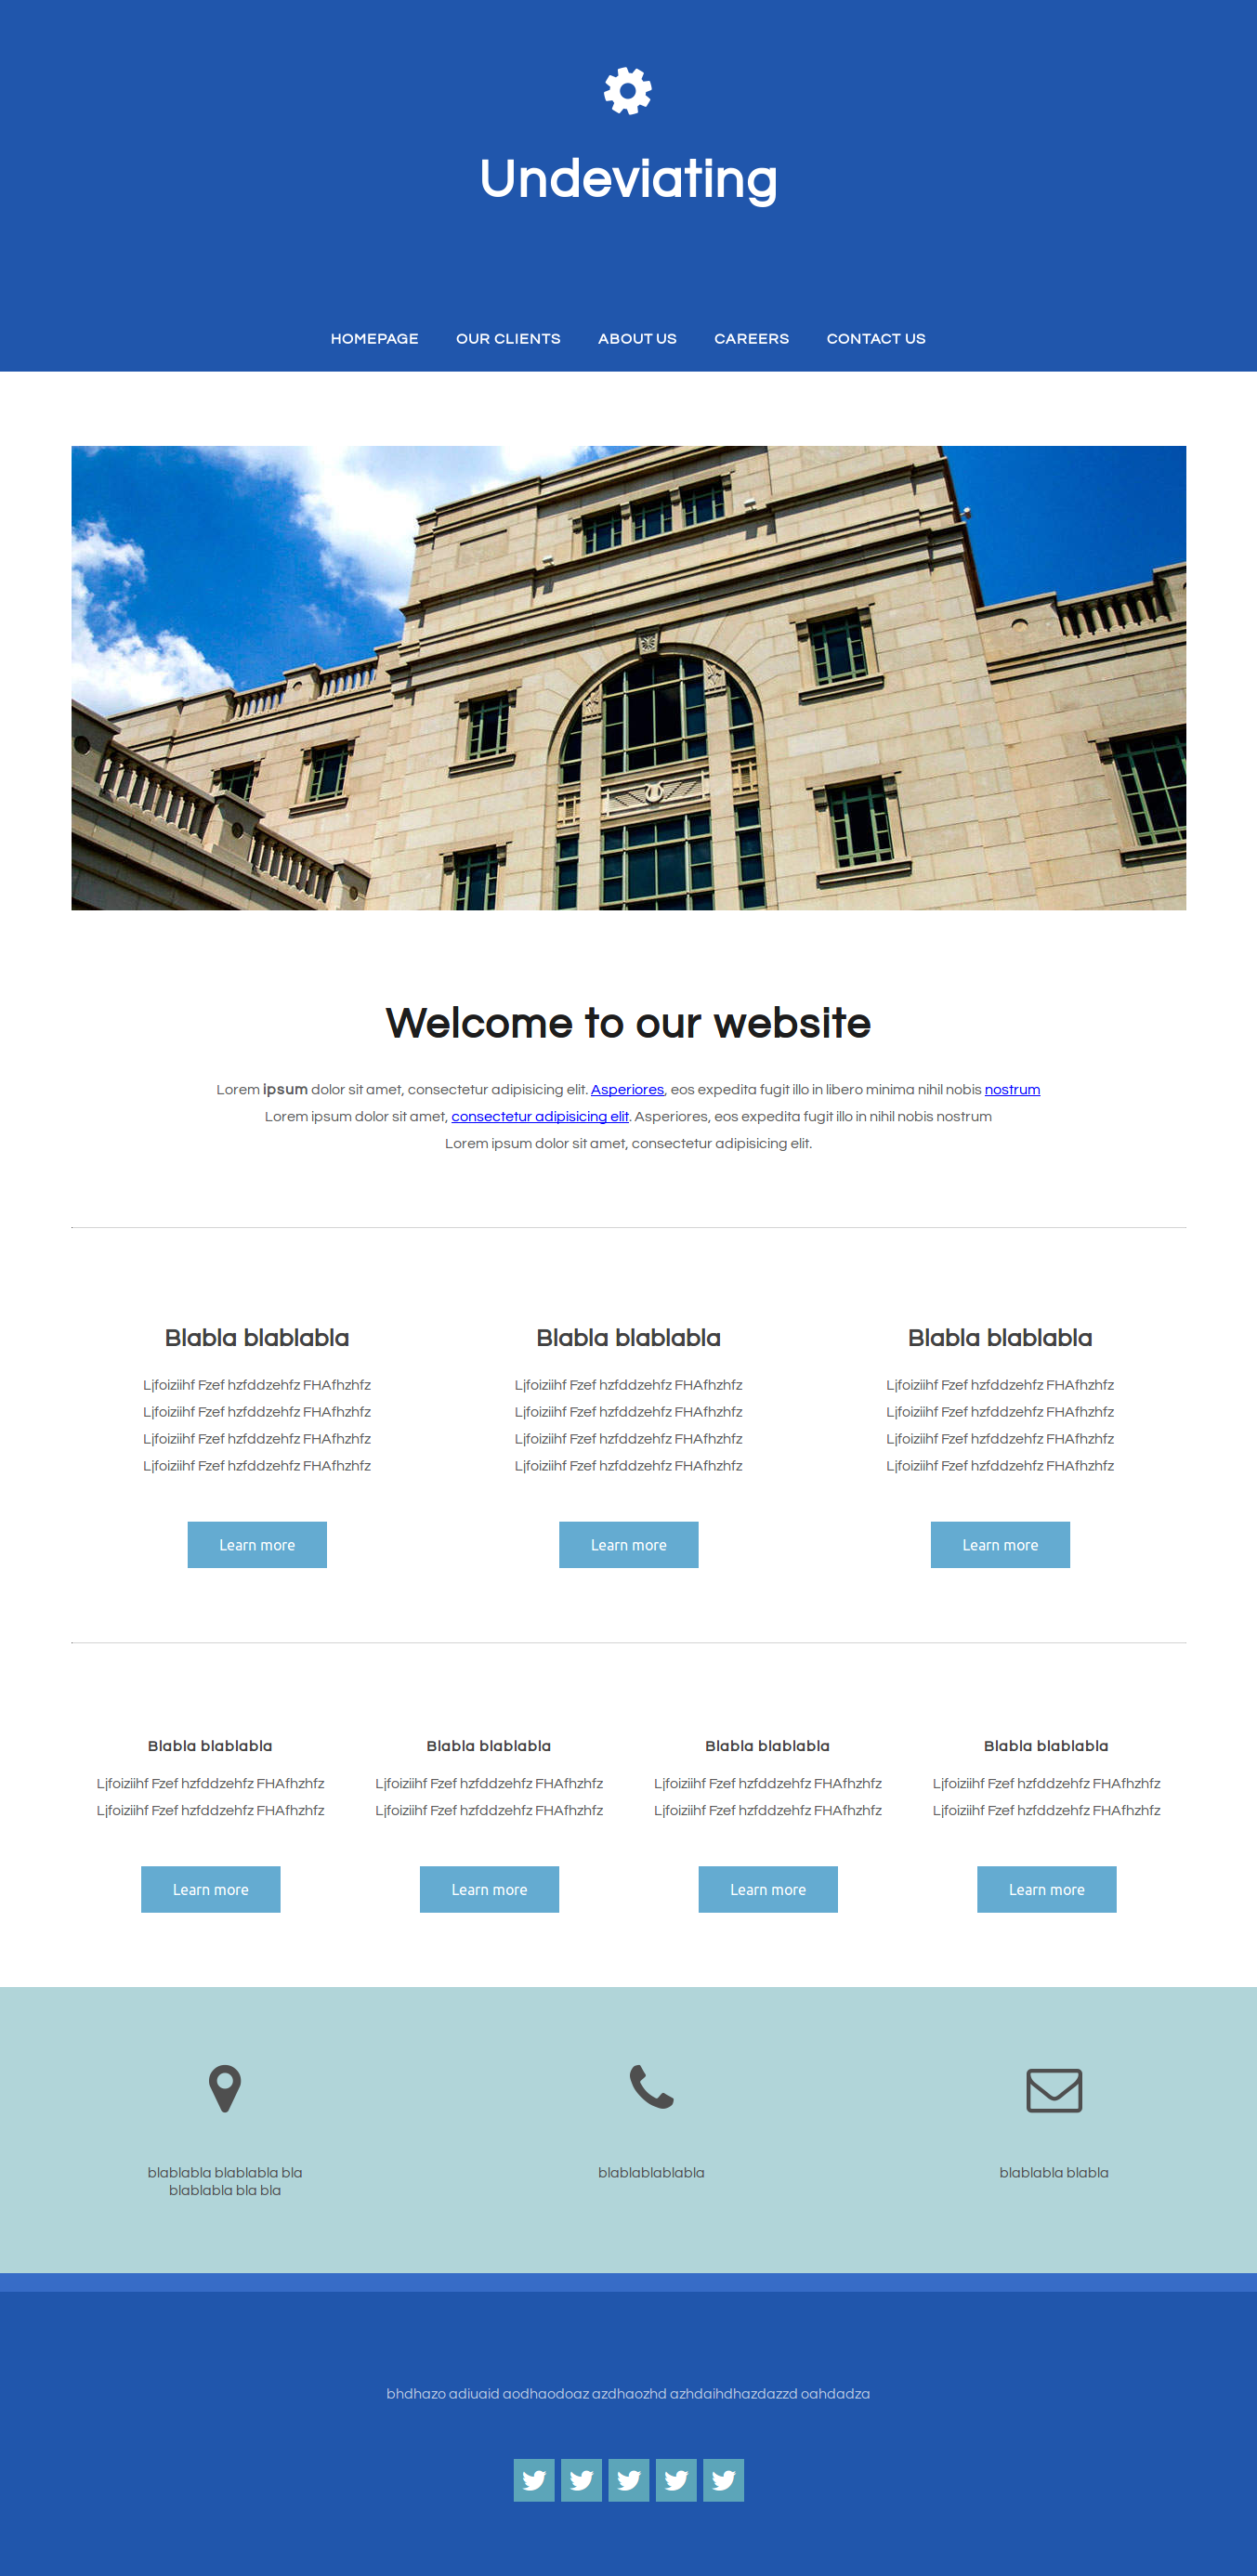 Undeviating
HOMEPAGE OUR CLIENTS ABOUT US CAREERS CONTACT US
Welcome to our website
Lorem ipsum dolor sit amet, consectetur adipisicing elit. Asperiores, eos expedita fugit illo in libero minima nihil nobis nostrum
Lorem ipsum dolor sit amet, consectetur adipisicing elit. Asperiores, eos expedita fugit illo in nihil nobis nostrum
Lorem ipsum dolor sit amet, consectetur adipisicing elit.
Blabla blablabla
Ljfoiziihf Fzef hzfddzehfz FHAfhzhfz
Ljfoiziihf Fzef hzfddzehfz FHAfhzhfz
Ljfoiziihf Fzef hzfddzehfz FHAfhzhfz
Ljfoiziihf Fzef hzfddzehfz FHAfhzhfz
Learn more
Blabla blablabla
Ljfoiziihf Fzef hzfddzehfz FHAfhzhfz
Ljfoiziihf Fzef hzfddzehfz FHAfhzhfz
Ljfoiziihf Fzef hzfddzehfz FHAfhzhfz
Ljfoiziihf Fzef hzfddzehfz FHAfhzhfz
Learn more
Blabla blablabla
Ljfoiziihf Fzef hzfddzehfz FHAfhzhfz
Ljfoiziihf Fzef hzfddzehfz FHAfhzhfz
Ljfoiziihf Fzef hzfddzehfz FHAfhzhfz
Ljfoiziihf Fzef hzfddzehfz FHAfhzhfz
Learn more
Blabla blablabla
Ljfoiziihf Fzef hzfddzehfz FHAfhzhfz
Ljfoiziihf Fzef hzfddzehfz FHAfhzhfz
Learn more
Blabla blablabla
Ljfoiziihf Fzef hzfddzehfz FHAfhzhfz
Ljfoiziihf Fzef hzfddzehfz FHAfhzhfz
Learn more
Blabla blablabla
Ljfoiziihf Fzef hzfddzehfz FHAfhzhfz
Ljfoiziihf Fzef hzfddzehfz FHAfhzhfz
Learn more
Blabla blablabla
Ljfoiziihf Fzef hzfddzehfz FHAfhzhfz
Ljfoiziihf Fzef hzfddzehfz FHAfhzhfz
Learn more
blablabla blablabla bla
blablabla bla bla
blablablablabla
blablabla blabla
bhdhazo adiuaid aodhaodoaz azdhaozhd azhdaihdhazdazzd oahdadza